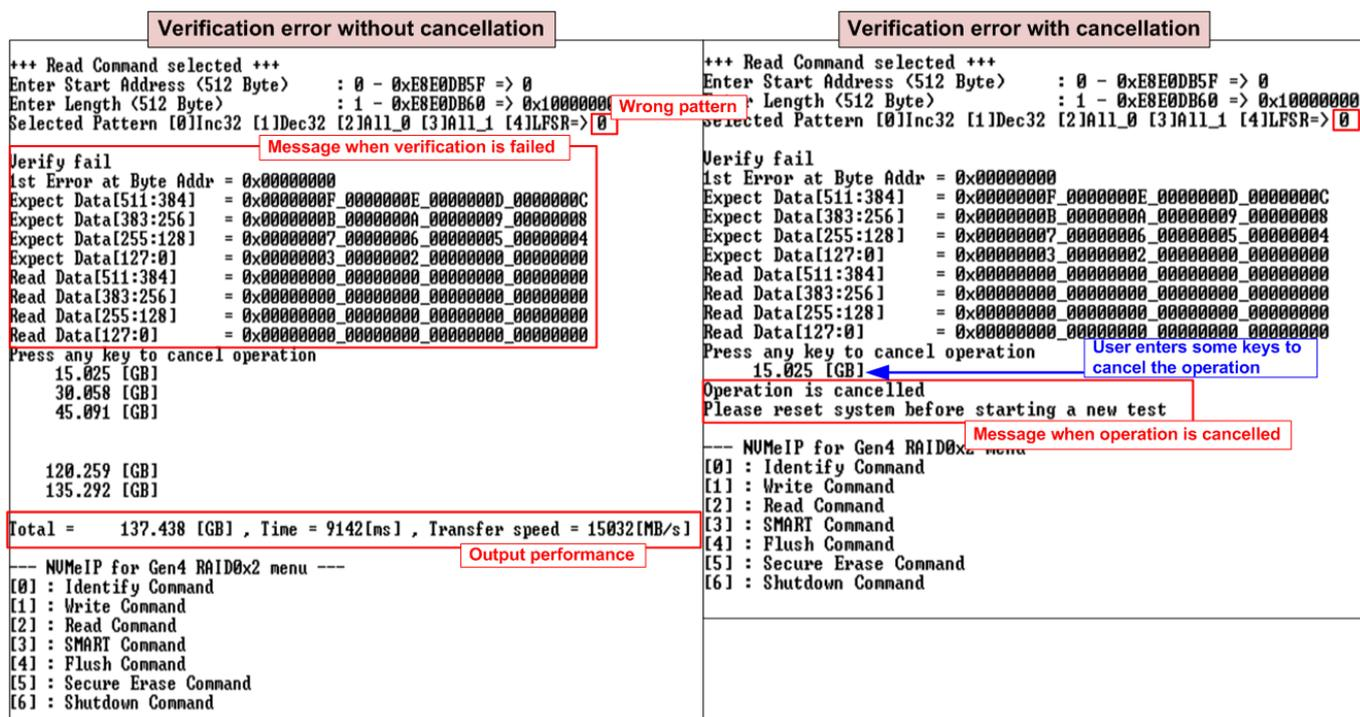 Verification error without cancellation
+++ Read Command selected +++
Enter Start Address (512 Byte) : 0 - 0xE8E0DB5F => 0
Enter Length (512 Byte) : 1 - 0xE8E0DB60 => 0x10000000
Selected Pattern [0]Inc32 [1]Dec32 [2]All_0 [3]All_1 [4]LFSR=> 0
Wrong pattern
Message when verification is failed
Verify fail
1st Error at Byte Addr = 0x00000000
Expect Data[511:384] = 0x0000000F_0000000E_0000000D_0000000C
Expect Data[383:256] = 0x0000000B_0000000A_00000009_00000008
Expect Data[255:128] = 0x00000007_00000006_00000005_00000004
Expect Data[127:0] = 0x00000003_00000002_00000000_00000000
Read Data[511:384] = 0x00000000_00000000_00000000_00000000
Read Data[383:256] = 0x00000000_00000000_00000000_00000000
Read Data[255:128] = 0x00000000_00000000_00000000_00000000
Read Data[127:0] = 0x00000000_00000000_00000000_00000000
Press any key to cancel operation
15.025 [GB]
30.058 [GB]
45.091 [GB]
120.259 [GB]
135.292 [GB]
Total = 137.438 [GB] , Time = 9142[ms] , Transfer speed = 15032[MB/s]
Output performance
--- NVMeIP for Gen4 RAID0x2 menu ---
[0] : Identify Command
[1] : Write Command
[2] : Read Command
[3] : SMART Command
[4] : Flush Command
[5] : Secure Erase Command
[6] : Shutdown Command
Verification error with cancellation
+++ Read Command selected +++
Enter Start Address (512 Byte) : 0 - 0xE8E0DB5F => 0
Length (512 Byte) : 1 - 0xE8E0DB60 => 0x10000000
Selected Pattern [0]Inc32 [1]Dec32 [2]All_0 [3]All_1 [4]LFSR=> 0
Verify fail
1st Error at Byte Addr = 0x00000000
Expect Data[511:384] = 0x0000000F_0000000E_0000000D_0000000C
Expect Data[383:256] = 0x0000000B_0000000A_00000009_00000008
Expect Data[255:128] = 0x00000007_00000006_00000005_00000004
Expect Data[127:0] = 0x00000003_00000002_00000000_00000000
Read Data[511:384] = 0x00000000_00000000_00000000_00000000
Read Data[383:256] = 0x00000000_00000000_00000000_00000000
Read Data[255:128] = 0x00000000_00000000_00000000_00000000
Read Data[127:0] = 0x00000000_00000000_00000000_00000000
Press any key to cancel operation
15.025 [GB]
User enters some keys to
cancel the operation
Operation is cancelled
Please reset system before starting a new test
Message when operation is cancelled
--- NVMeIP for Gen4 RAID0x2 menu
[0] : Identify Command
[1] : Write Command
[2] : Read Command
[3] : SMART Command
[4] : Flush Command
[5] : Secure Erase Command
[6] : Shutdown Command